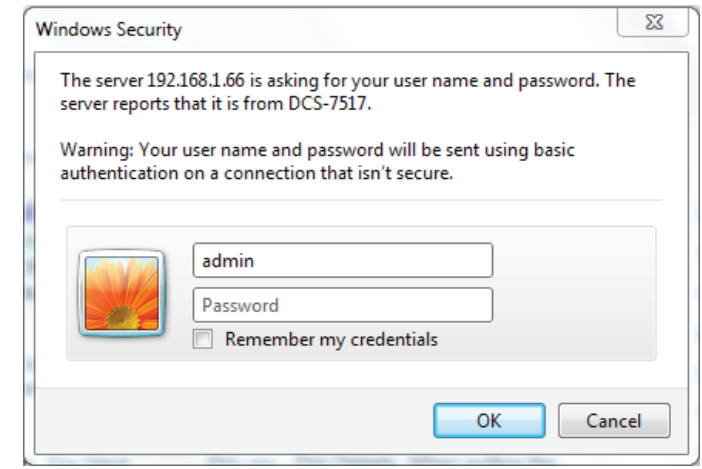 Windows Security
The server 192.168.1.66 is asking for your user name and password. The
server reports that it is from DCS-7517.
Warning: Your user name and password will be sent using basic
authentication on a connection that isn't secure.
admin
Password
Remember my credentials
OK
Cancel